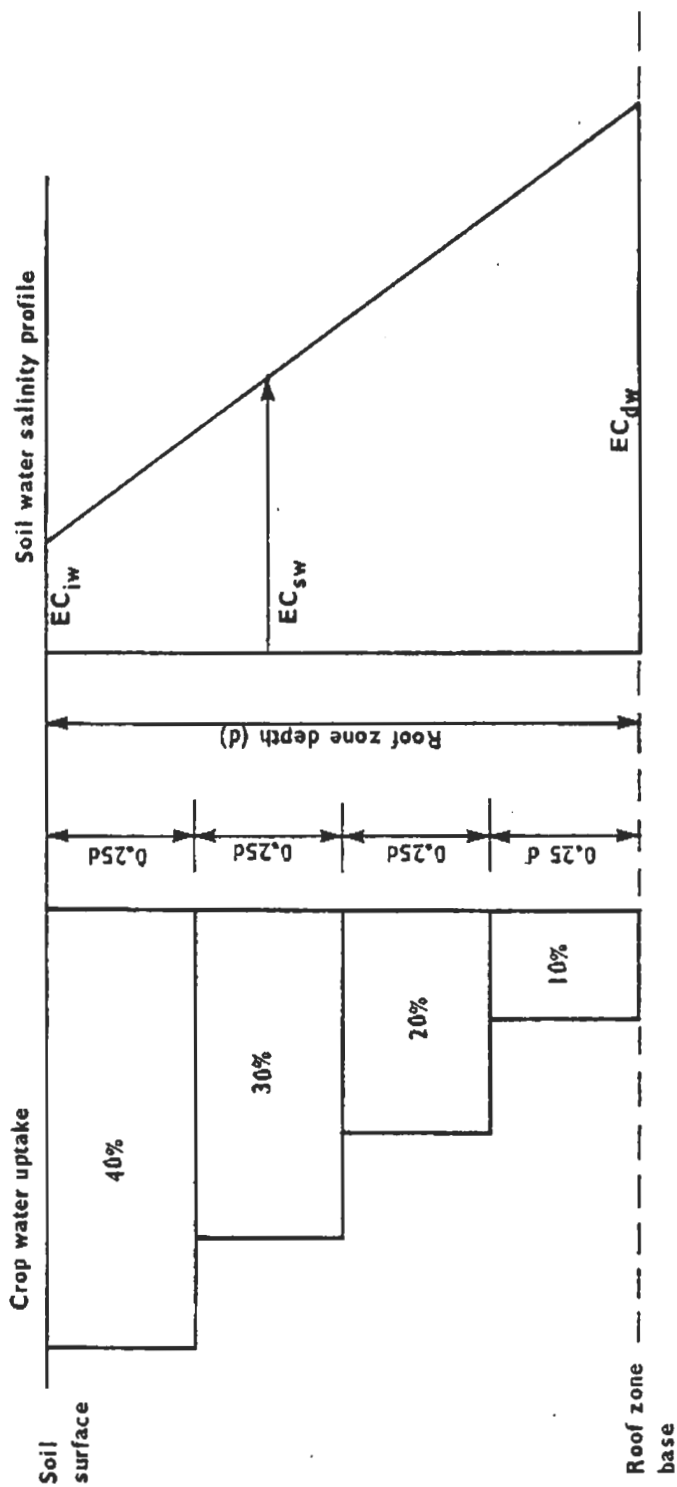 Crop water uptake
Soil water salinity profile
Soil
surface
40%
30%
20%
10%
0.25d
0.25d
0.25d
0.25 d
Roof zone depth (d)
EC_iw
EC_sw
EC_dw
Roof zone
base